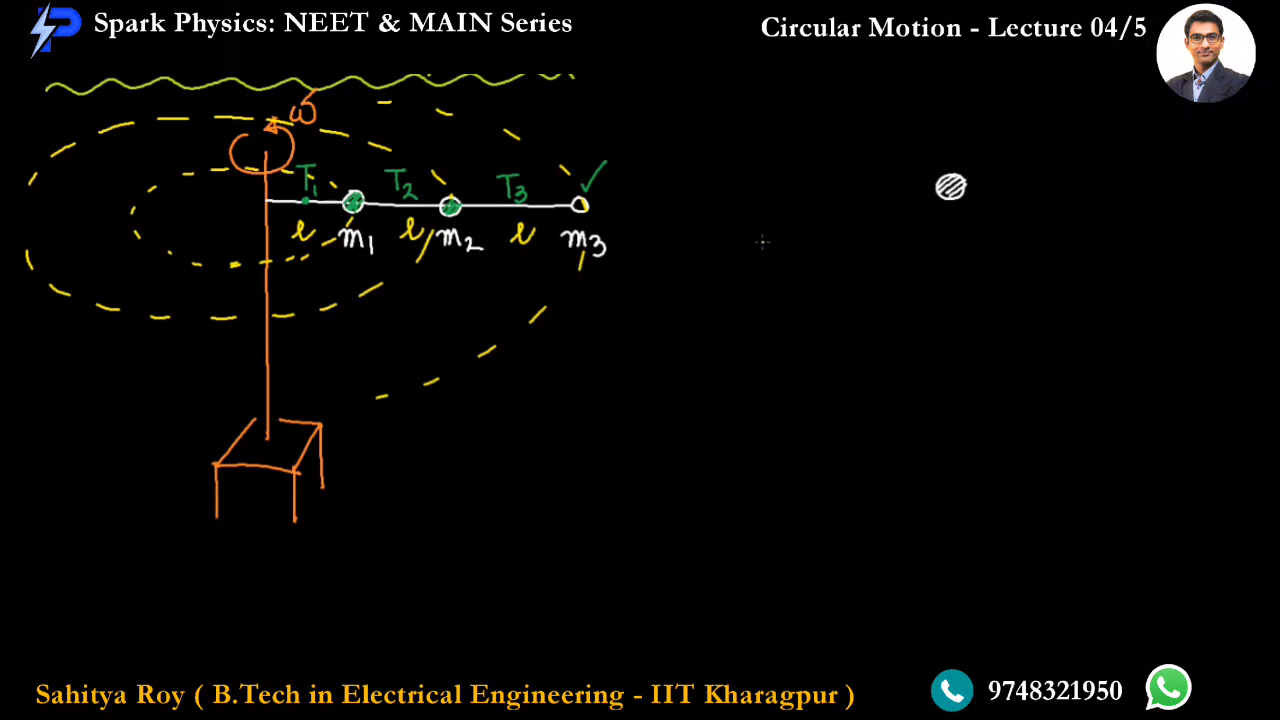 Spark Physics: NEET & MAIN Series
Circular Motion - Lecture 04/5
ω
T₁ T₂ T₃ ✓
l m₁ l m₂ l m₃
Sahitya Roy ( B.Tech in Electrical Engineering - IIT Kharagpur )
9748321950